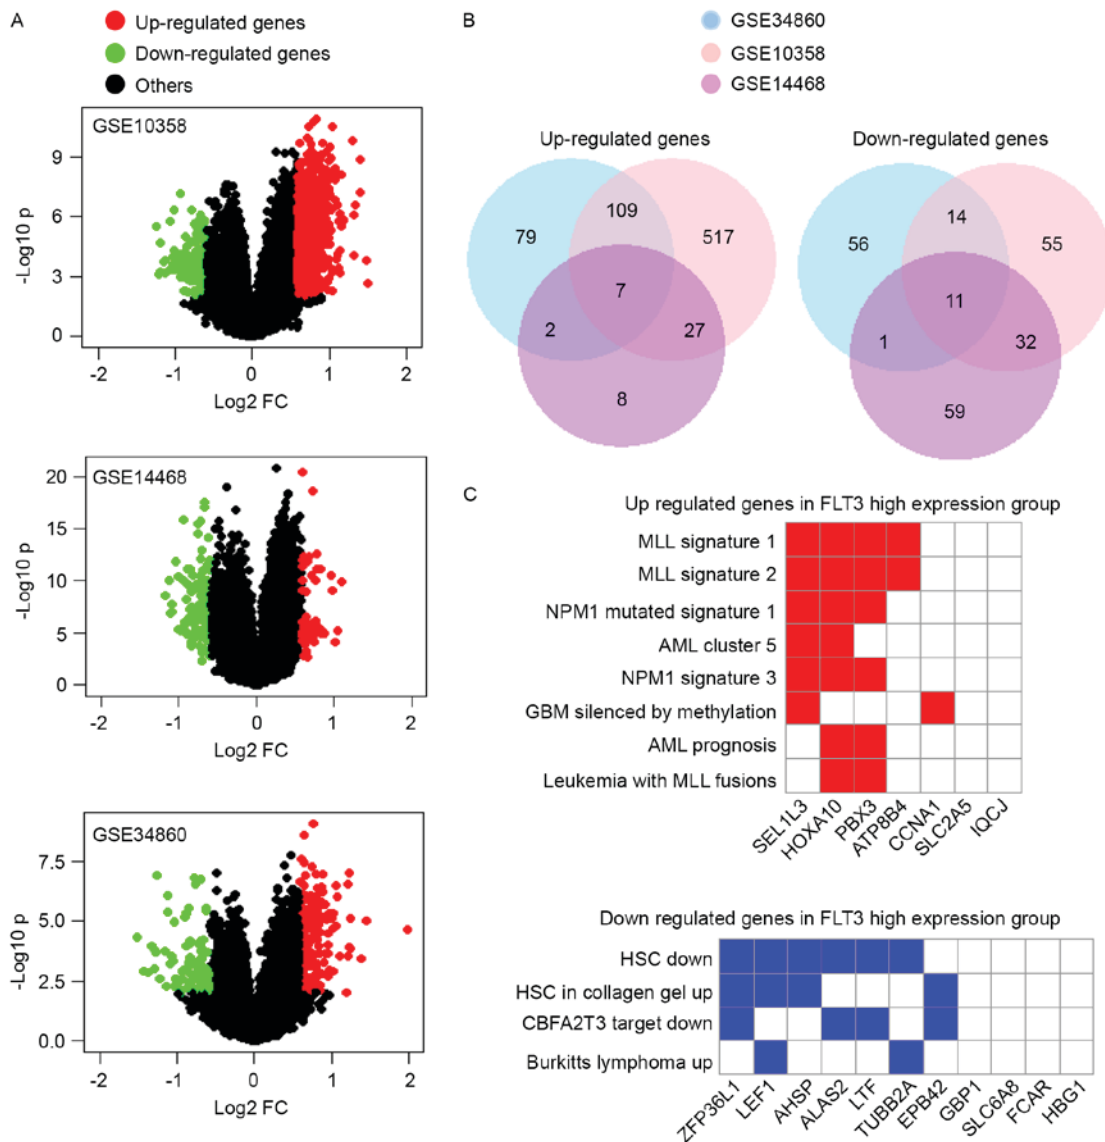 A
Up-regulated genes
Down-regulated genes
Others
GSE10358
9
6
3
0
-Log10 p
-2 -1 0 1 2
Log2 FC
GSE14468
20
15
10
5
0
-Log10 p
-1 0 1
Log2 FC
GSE34860
7.5
5.0
2.5
0.0
-Log10 p
-2 -1 0 1 2
Log2 FC
B
GSE34860
GSE10358
GSE14468
Up-regulated genes
79 109 517
7
2 27
8
Down-regulated genes
56 14 55
11
1 32
59
C
Up regulated genes in FLT3 high expression group
MLL signature 1
MLL signature 2
NPM1 mutated signature 1
AML cluster 5
NPM1 signature 3
GBM silenced by methylation
AML prognosis
Leukemia with MLL fusions
SEL1L3 HOXA10 PBX3 ATP8B4 CCNA1 SLC2A5 IQCJ
Down regulated genes in FLT3 high expression group
HSC down
HSC in collagen gel up
CBFA2T3 target down
Burkitts lymphoma up
ZFP36L1 LEF1 AHSP ALAS2 LTF TUBB2A EPB42 GBP1 SLC6A8 FCAR HBG1